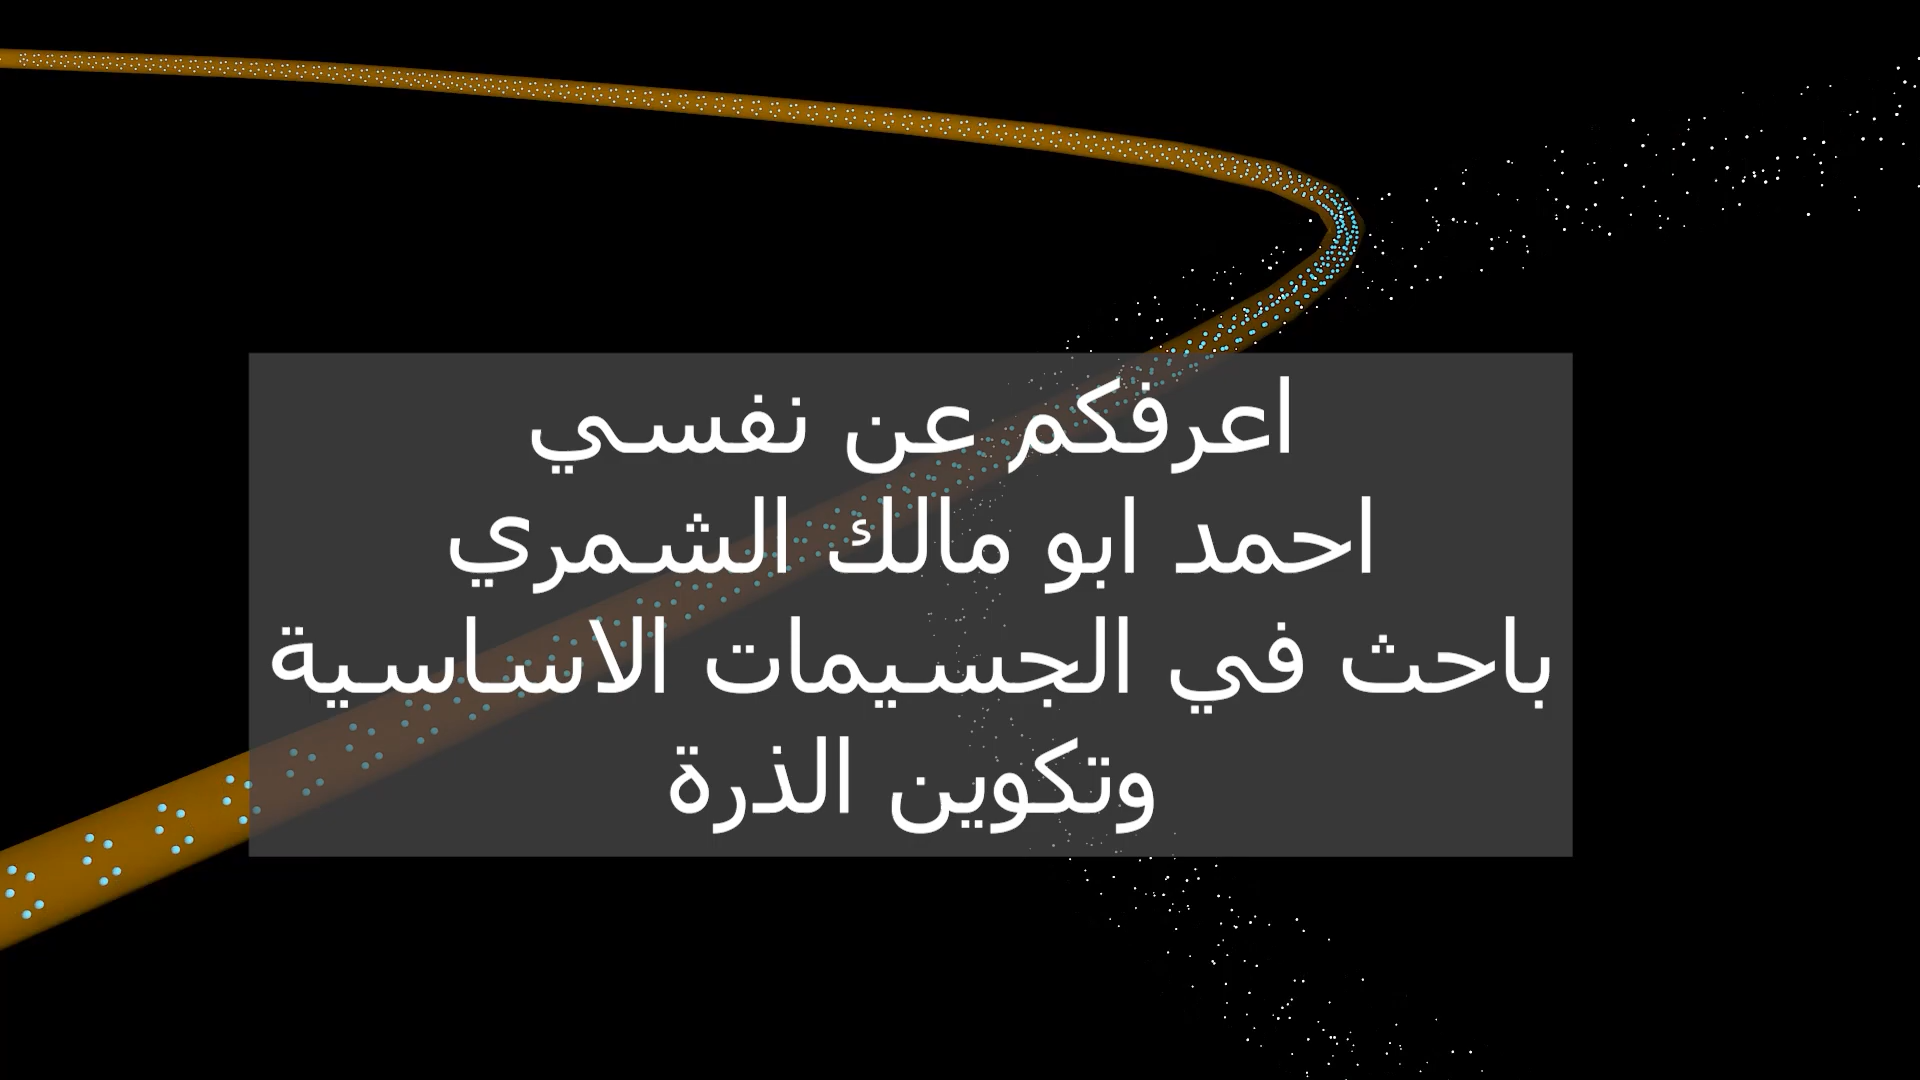 اعرفكم عن نفسي
احمد ابو مالك الشمري
باحث في الجسيمات الاساسية
وتكوين الذرة